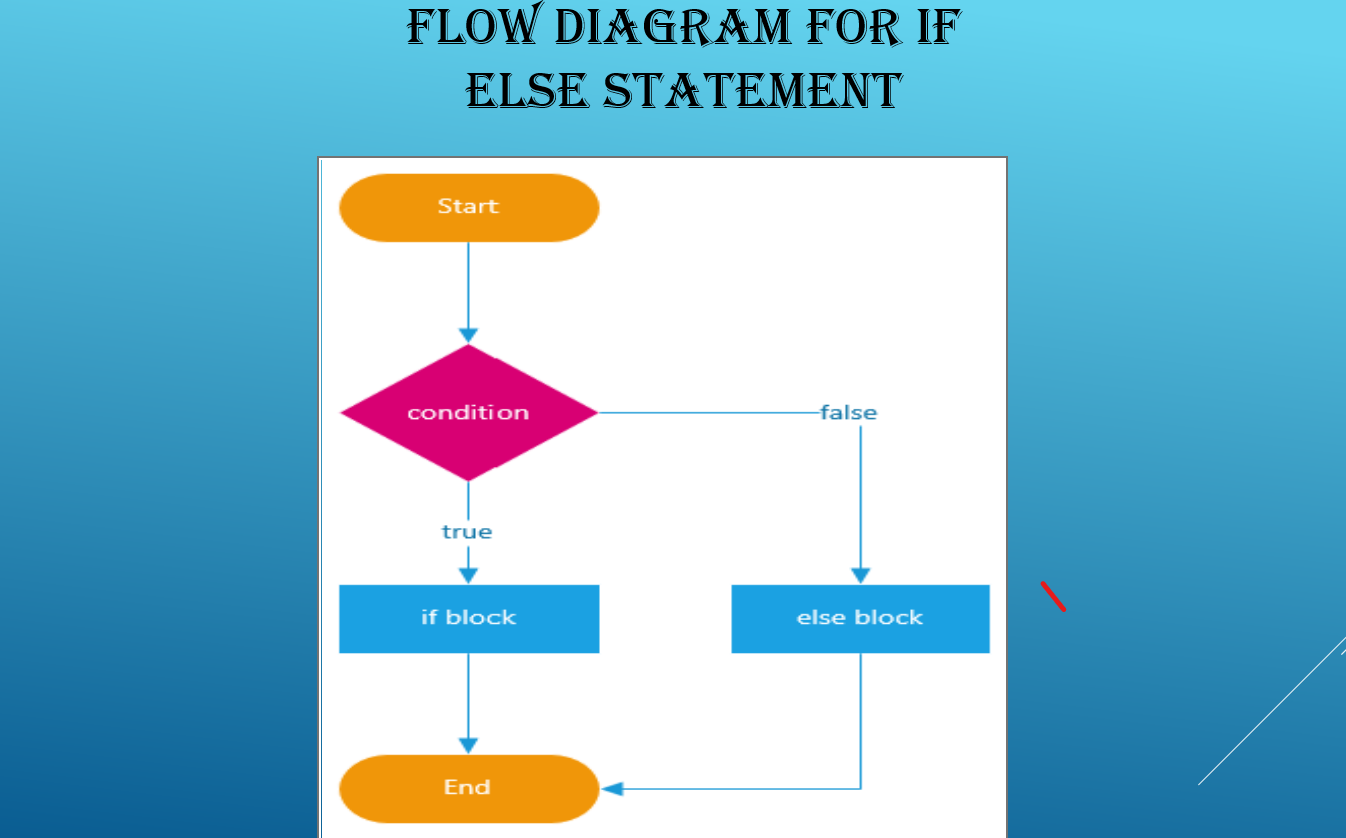 FLOW DIAGRAM FOR IF
ELSE STATEMENT
Start
condition
false
true
if block
else block
End